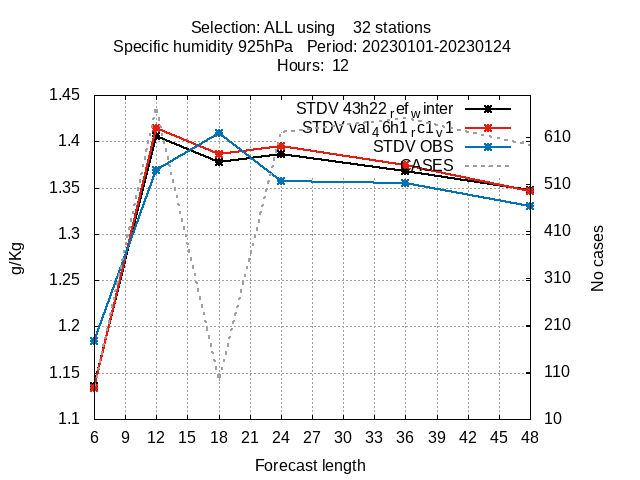 Selection: ALL using 32 stations
Specific humidity 925hPa Period: 20230101-20230124
Hours: 12
1.45
STDV 43h22ref_winter
610
1.4
STDV val46h1rc1v1
STDV OBS
CASES
1.35
510
1.3
410
g/Kg
No cases
1.25
310
1.2
210
1.15
110
1.1
10
6 9 12 15 18 21 24 27 30 33 36 39 42 45 48
Forecast length